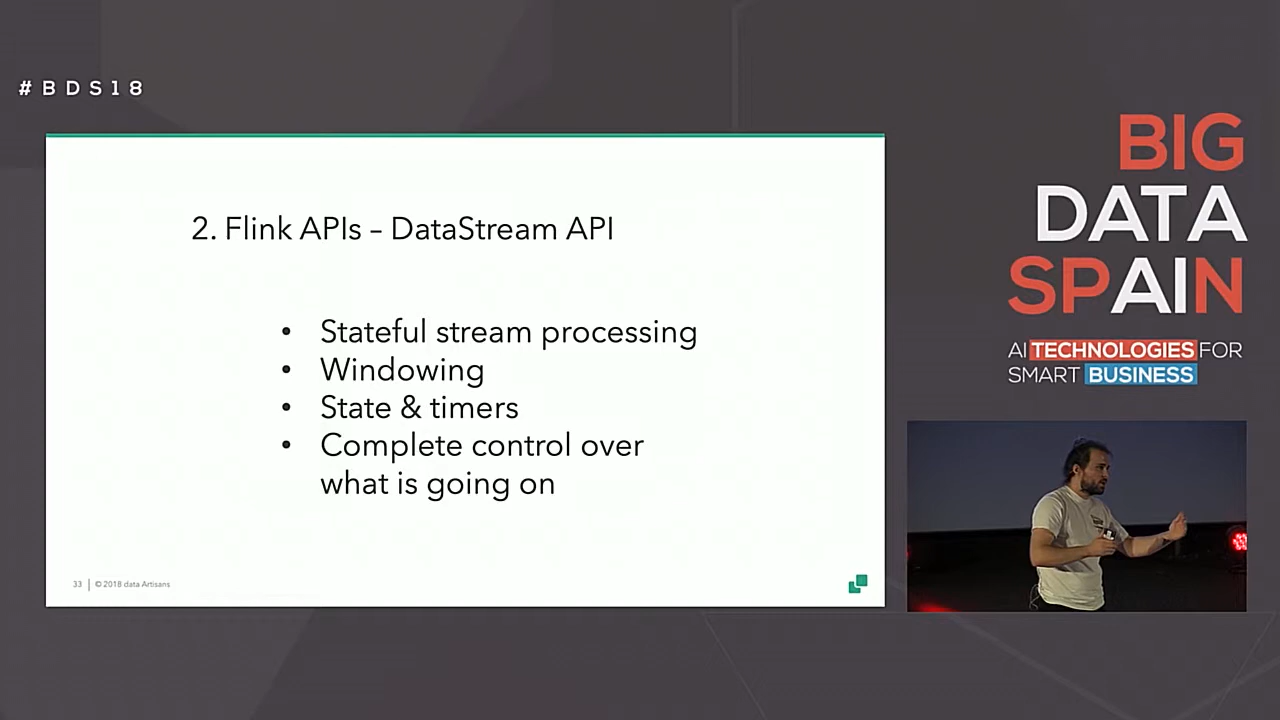 #BDS18
2. Flink APIs – DataStream API
• Stateful stream processing
• Windowing
• State & timers
• Complete control over
what is going on
33 | © 2018 data Artisans
BIG
DATA
SPAIN
AI TECHNOLOGIES FOR
SMART BUSINESS